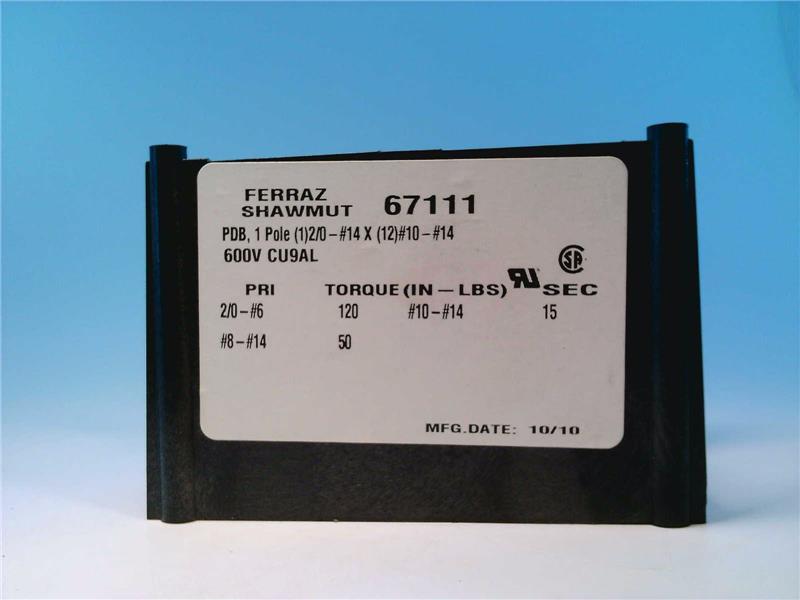 FERRAZ
SHAWMUT 67111
PDB, 1 Pole (1)2/0-#14 X (12)#10-#14
600V CU9AL
PRI TORQUE (IN-LBS) SEC
2/0-#6 120 #10-#14 15
#8-#14 50
MFG.DATE: 10/10